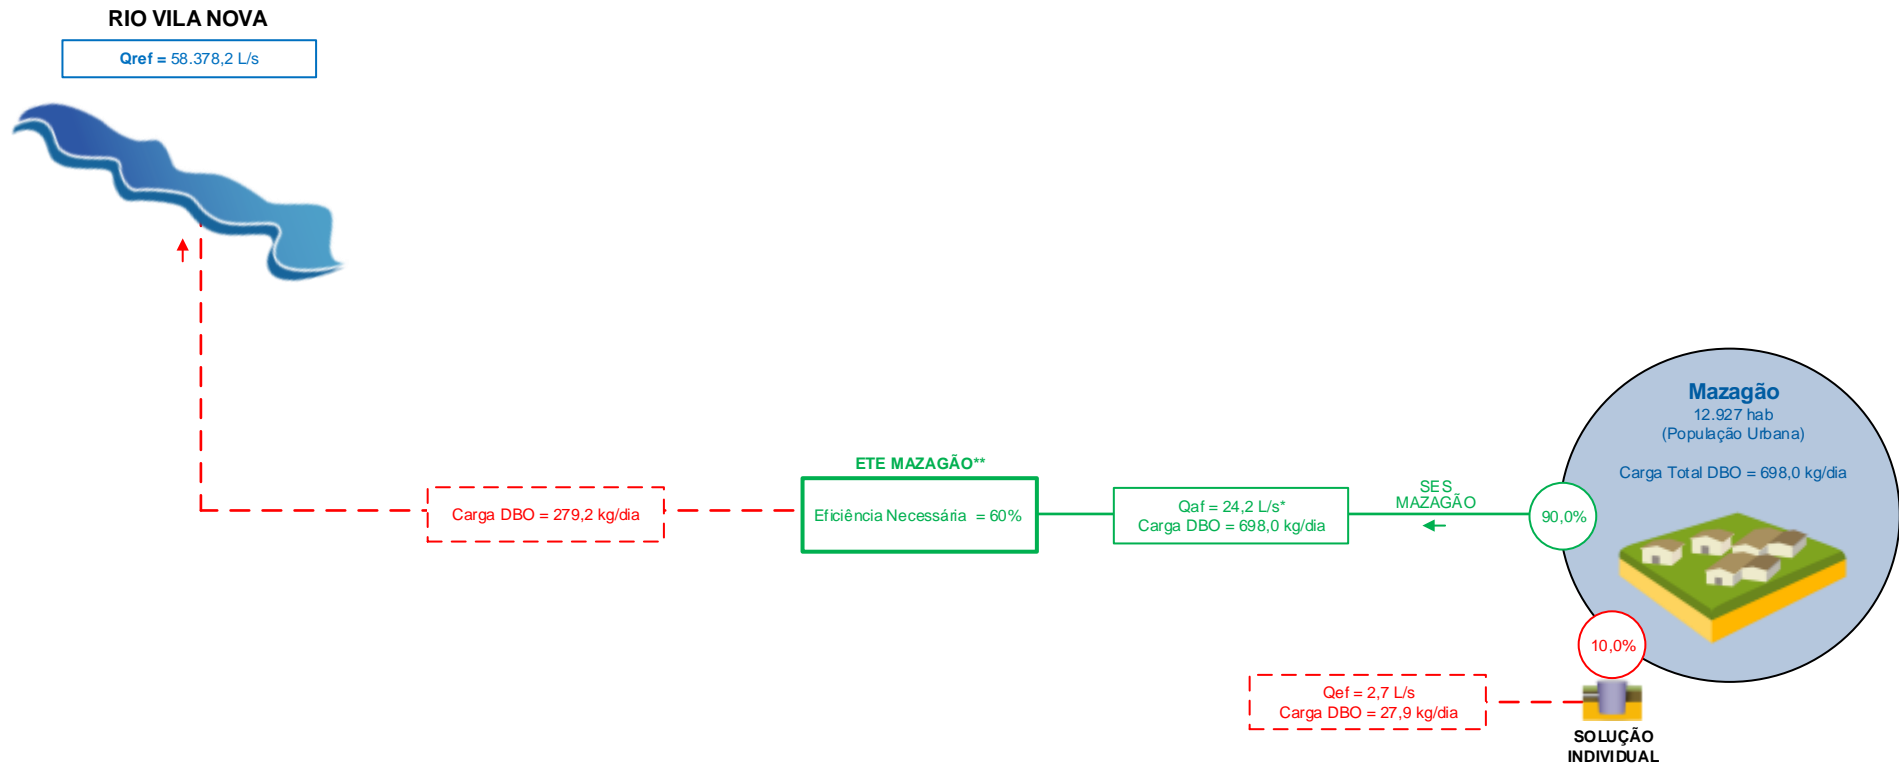 RIO VILA NOVA
Qref = 58.378,2 L/s
Mazagão
12.927 hab
(População Urbana)
Carga Total DBO = 698,0 kg/dia
ETE MAZAGÃO**
Eficiência Necessária = 60%
Carga DBO = 279,2 kg/dia
Qaf = 24,2 L/s*
Carga DBO = 698,0 kg/dia
SES
MAZAGÃO
90,0%
10,0%
Qef = 2,7 L/s
Carga DBO = 27,9 kg/dia
SOLUÇÃO
INDIVIDUAL